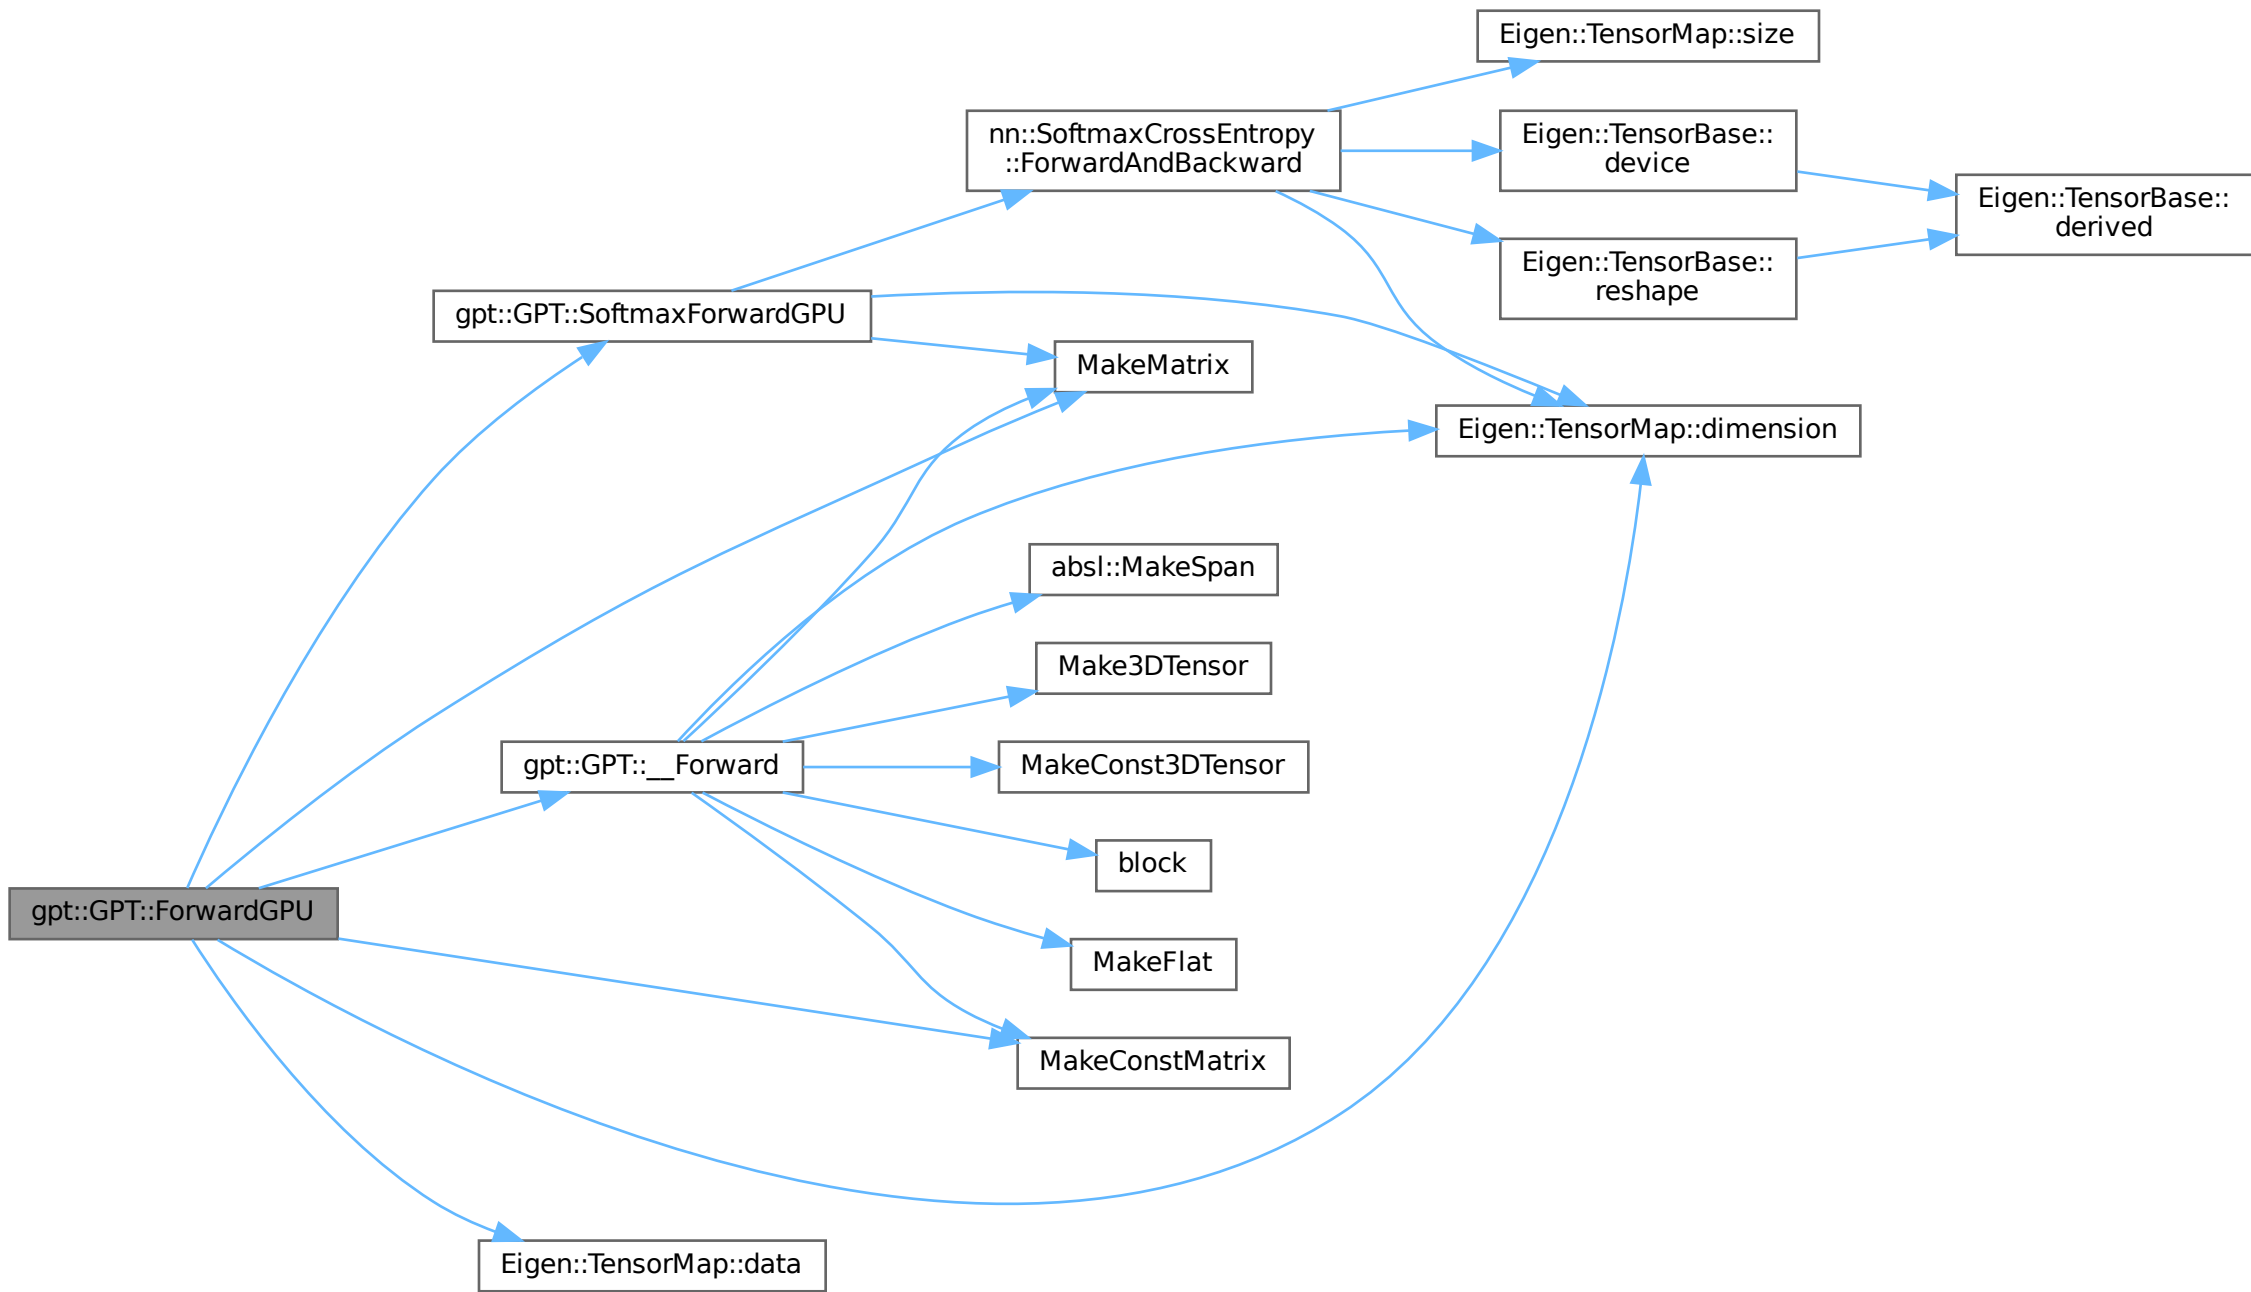 Eigen::TensorMap::size
nn::SoftmaxCrossEntropy
::ForwardAndBackward
Eigen::TensorBase::
device
Eigen::TensorBase::
derived
Eigen::TensorBase::
reshape
gpt::GPT::SoftmaxForwardGPU
MakeMatrix
Eigen::TensorMap::dimension
absl::MakeSpan
Make3DTensor
gpt::GPT::__Forward
MakeConst3DTensor
block
gpt::GPT::ForwardGPU
MakeFlat
MakeConstMatrix
Eigen::TensorMap::data